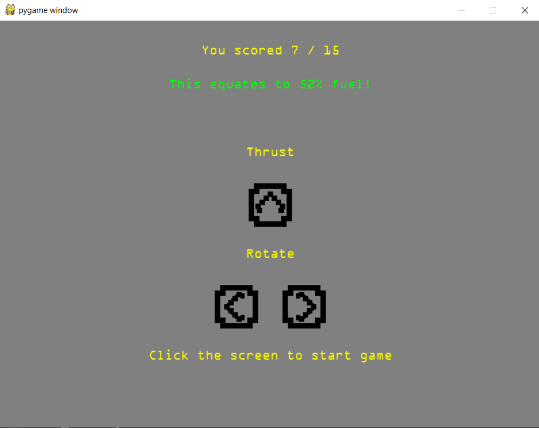 pygame window
You scored 7 / 15
This equates to 52% fuel!
Thrust
Rotate
Click the screen to start game